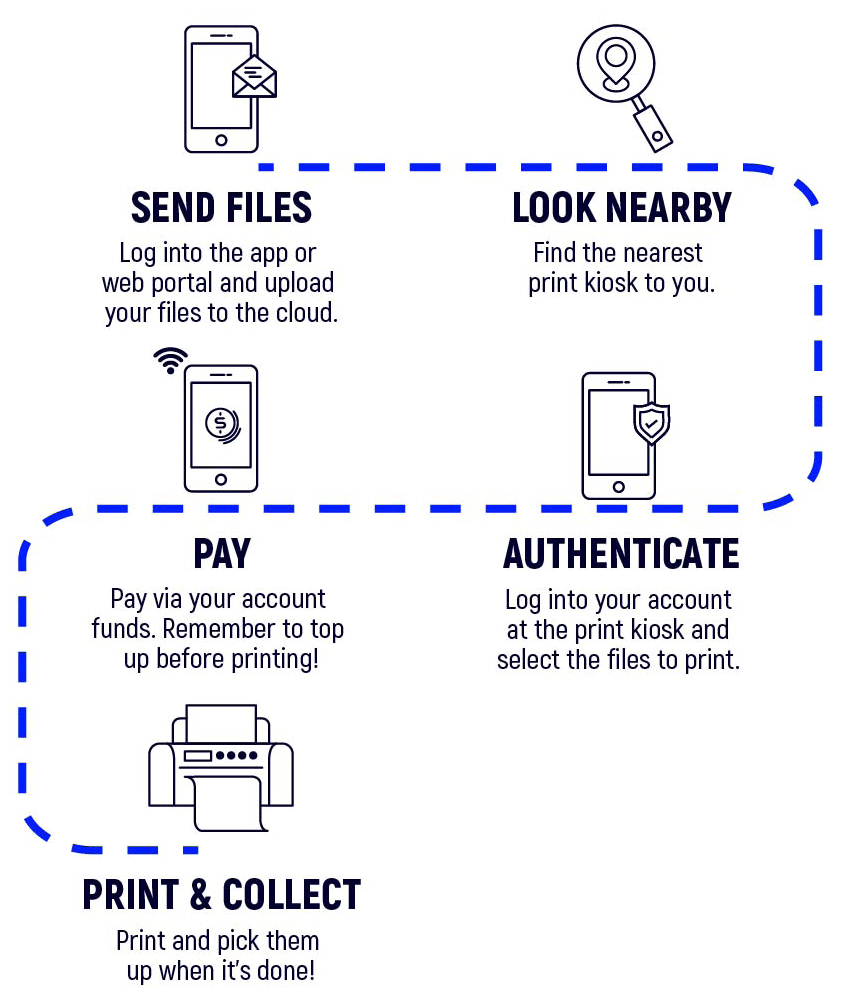 SEND FILES
Log into the app or
web portal and upload
your files to the cloud.
LOOK NEARBY
Find the nearest
print kiosk to you.
AUTHENTICATE
Log into your account
at the print kiosk and
select the files to print.
$
PAY
Pay via your account
funds. Remember to top
up before printing!
PRINT & COLLECT
Print and pick them
up when it's done!